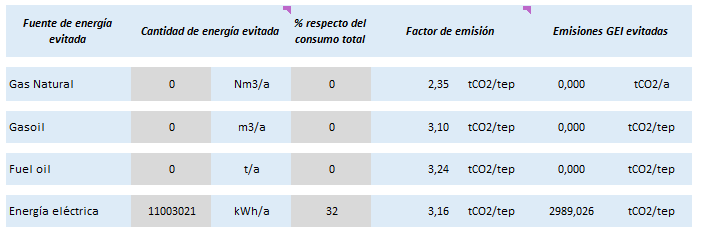 Fuente de energía evitada Cantidad de energía evitada % respecto del consumo total Factor de emisión Emisiones GEI evitadas
Gas Natural 0 Nm3/a 0 2,35 tCO2/tep 0,000 tCO2/a
Gasoil 0 m3/a 0 3,10 tCO2/tep 0,000 tCO2/tep
Fuel oil 0 t/a 0 3,24 tCO2/tep 0,000 tCO2/tep
Energía eléctrica 11003021 kWh/a 32 3,16 tCO2/tep 2989,026 tCO2/tep